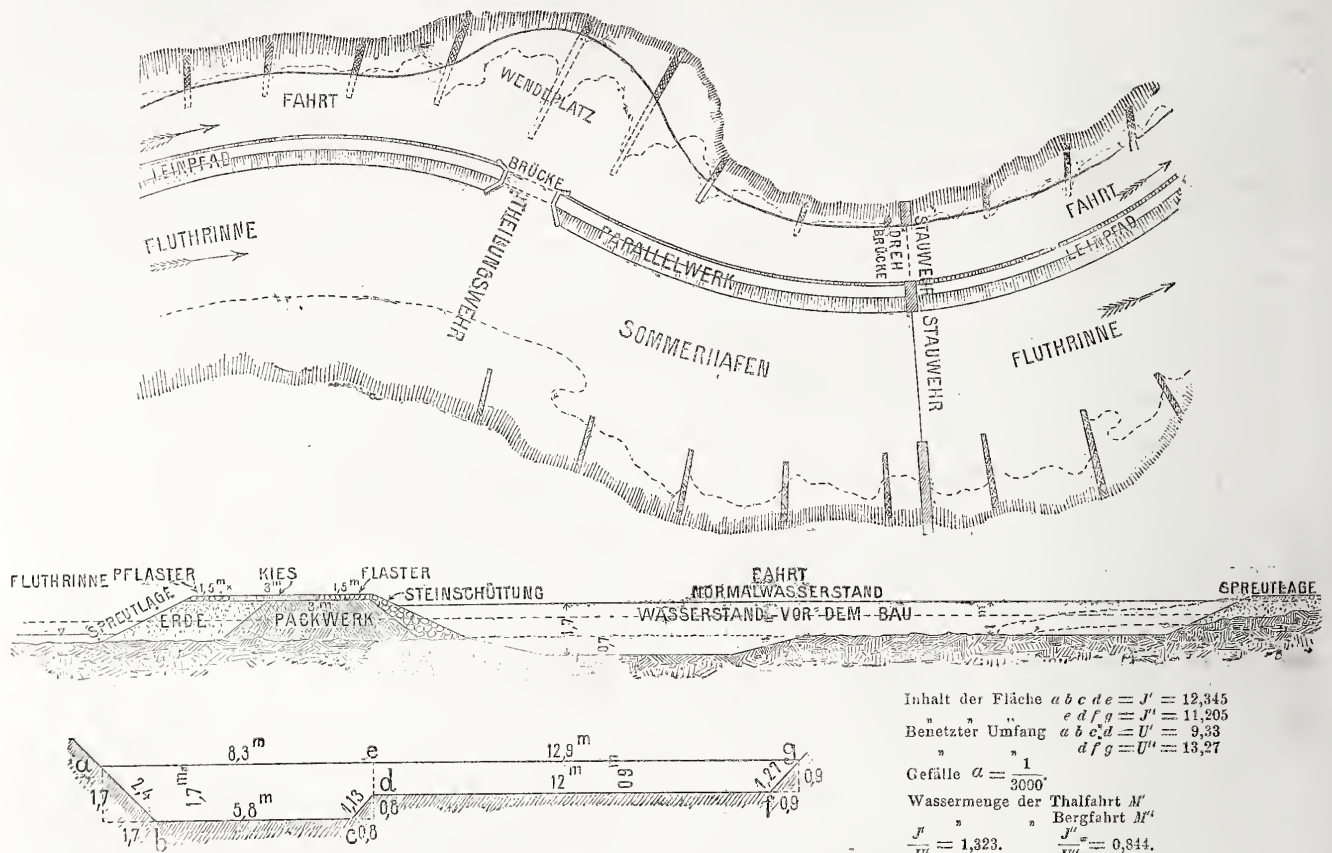 FAHRT
WENDEPLATZ
LEINPFAD
BRÜCKE
FLUTHRINNE
THEILUNGSWEHR
PARALLELWERK
DREH
BRÜCKE
STAUWEHR
FAHRT
LEINPFAD
SOMMERHAFEN
STAUWEHR
FLUTHRINNE
FLUTHRINNE PFLASTER 1,5m KIES 3m 1,5m FLASTER
STEINSCHÜTTUNG
FAHRT
NORMALWASSERSTAND
SPREUTLAGE
SPREUTLAGE
ERDE
3 m
PACKWERK
WASSERSTAND VOR DEM BAU
1,7
0,7
a 8,3m e 12,9m g
2,4 1,7m d 12m 0,9m 1,27 0,9
1,7 5,8m 1,13 0,8 f 0,9
1,7 b c 0,8
Inhalt der Fläche a b c d e = J' = 12,345
" " " e d f g = J'' = 11,205
Benetzter Umfang a b c d = U' = 9,33
" " d f g = U'' = 13,27
Gefälle α = 1/3000.
Wassermenge der Thalfahrt M'
" " Bergfahrt M''
J'/U' = 1,323. J''/U'' = 0,844.